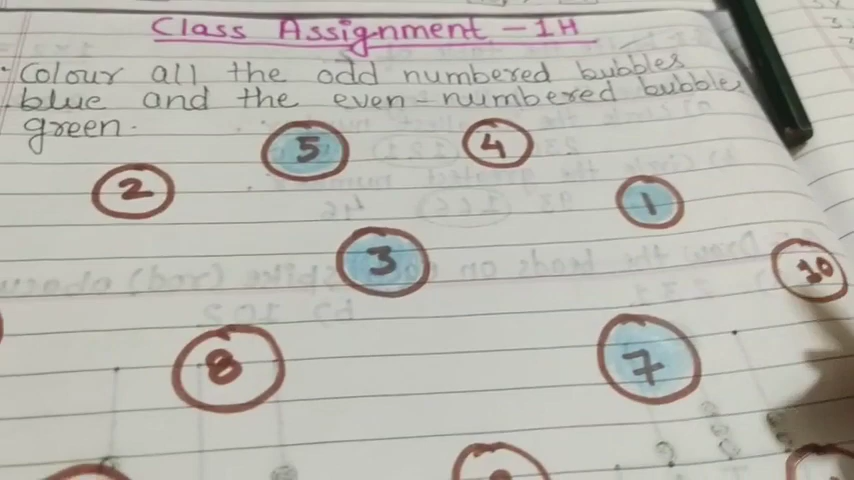 Class Assignment - 1H
Colour all the odd numbered bubbles
blue and the even-numbered bubbles
green.
5 4
2 1
3
10
8 7